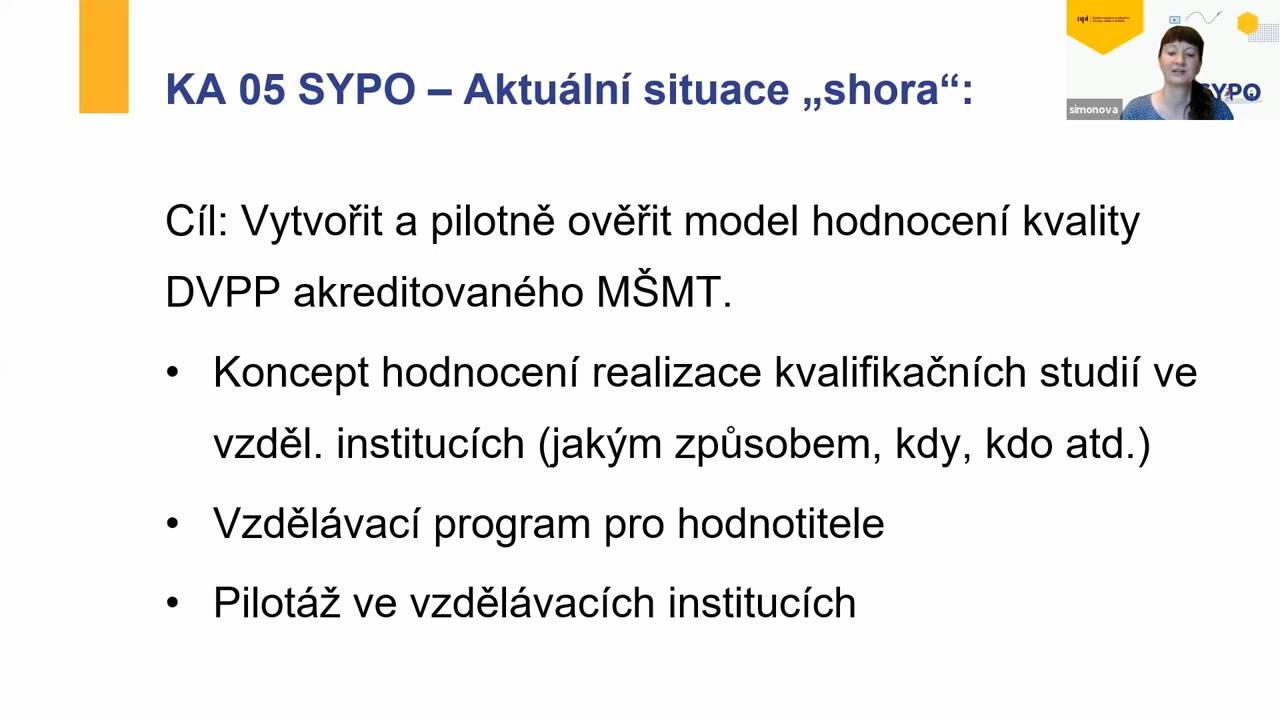 KA 05 SYPO – Aktuální situace „shora“:
npi
simonova
SYPO
Cíl: Vytvořit a pilotně ověřit model hodnocení kvality
DVPP akreditovaného MŠMT.
• Koncept hodnocení realizace kvalifikačních studií ve
vzděl. institucích (jakým způsobem, kdy, kdo atd.)
• Vzdělávací program pro hodnotitele
• Pilotáž ve vzdělávacích institucích